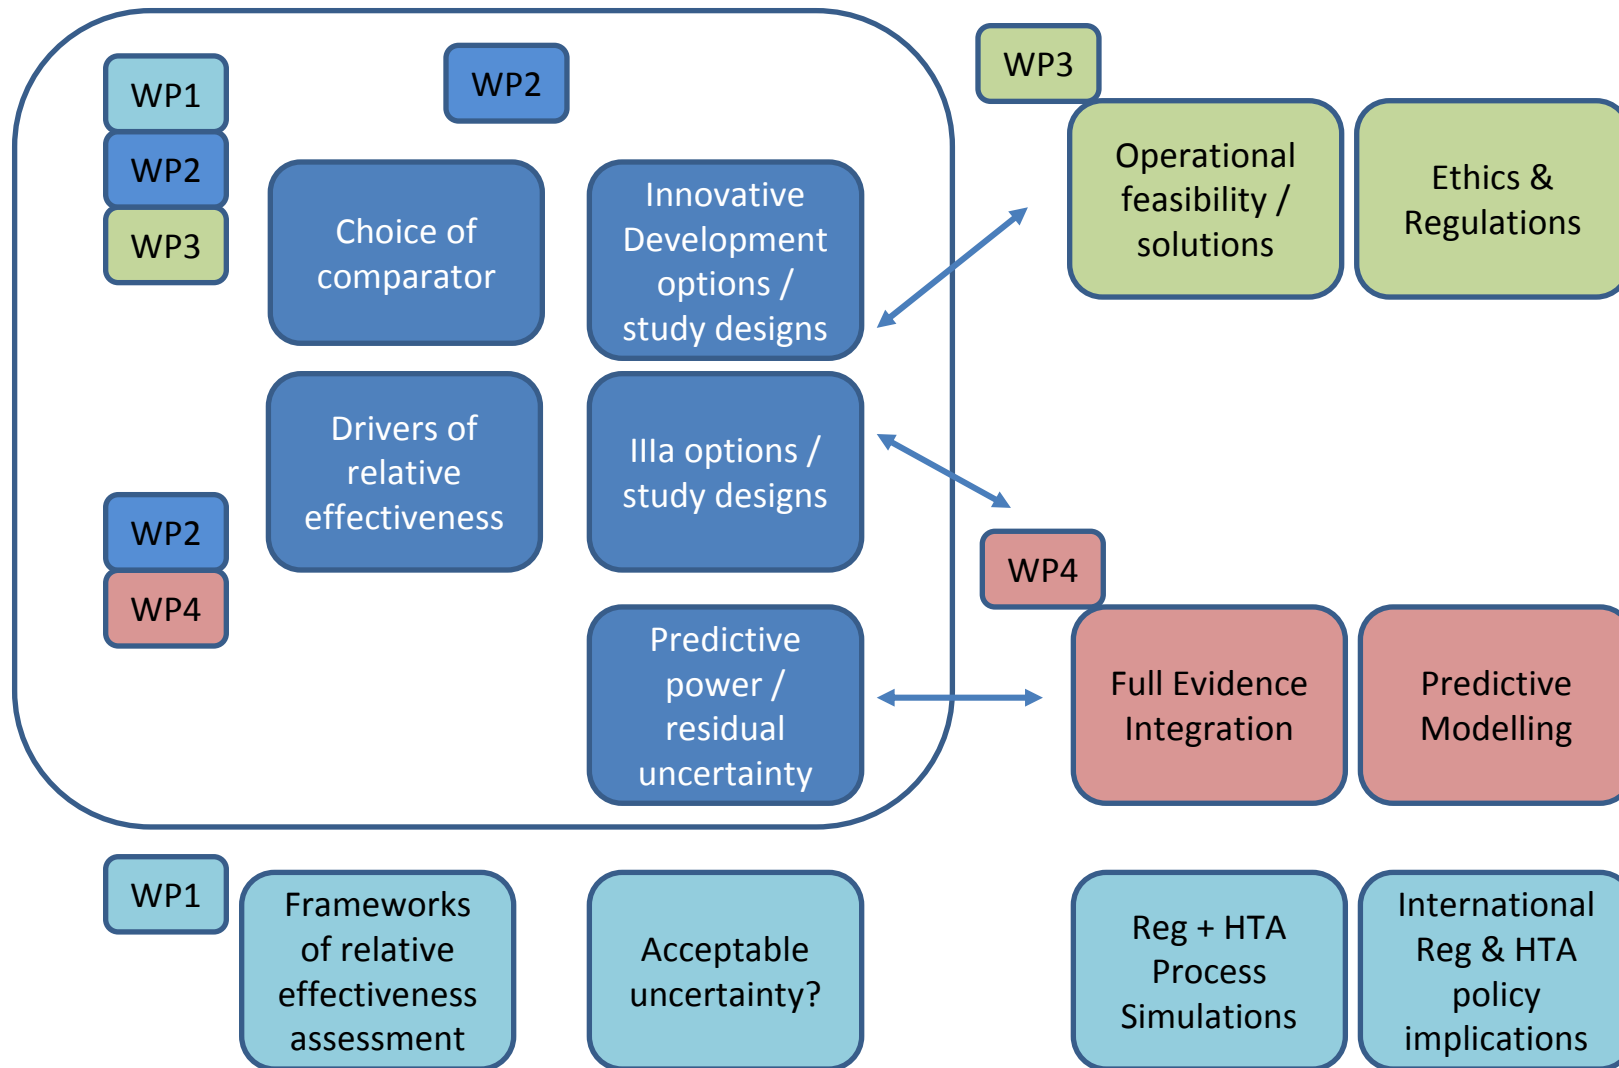 WP1
WP2
WP3
WP2
Choice of
comparator
Innovative
Development
options /
study designs
WP3
Operational
feasibility /
solutions
Ethics &
Regulations
Drivers of
relative
effectiveness
IIIa options /
study designs
WP2
WP4
Predictive
power /
residual
uncertainty
WP4
Full Evidence
Integration
Predictive
Modelling
WP1
Frameworks
of relative
effectiveness
assessment
Acceptable
uncertainty?
Reg + HTA
Process
Simulations
International
Reg & HTA
policy
implications